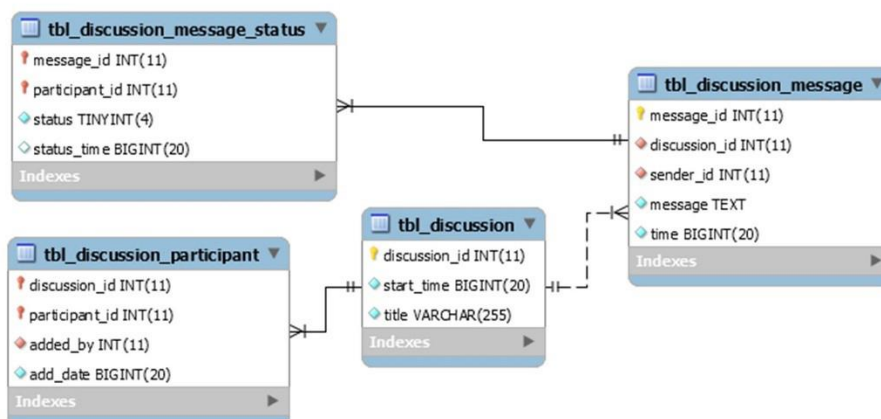 tbl_discussion_message_status
message_id INT(11)
participant_id INT(11)
status TINYINT(4)
status_time BIGINT(20)
Indexes
tbl_discussion_message
message_id INT(11)
discussion_id INT(11)
sender_id INT(11)
message TEXT
time BIGINT(20)
Indexes
tbl_discussion
discussion_id INT(11)
start_time BIGINT(20)
title VARCHAR(255)
Indexes
tbl_discussion_participant
discussion_id INT(11)
participant_id INT(11)
added_by INT(11)
add_date BIGINT(20)
Indexes